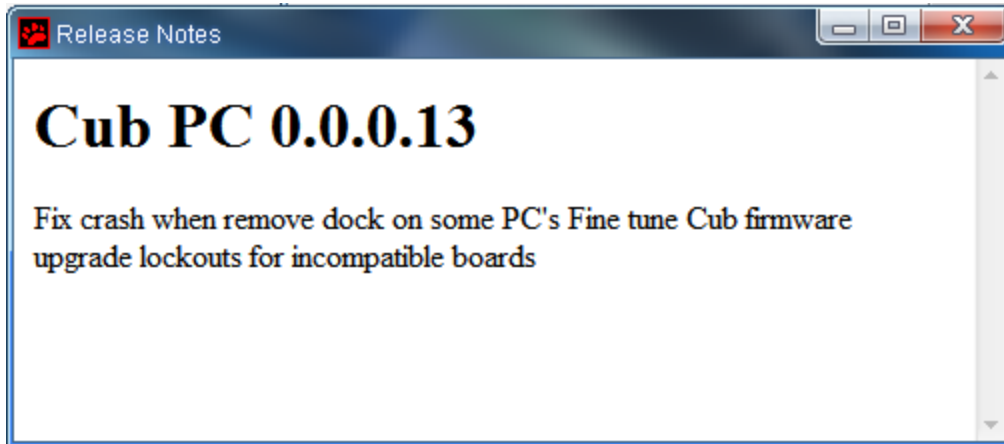 Release Notes
Cub PC 0.0.0.13
Fix crash when remove dock on some PC's Fine tune Cub firmware
upgrade lockouts for incompatible boards